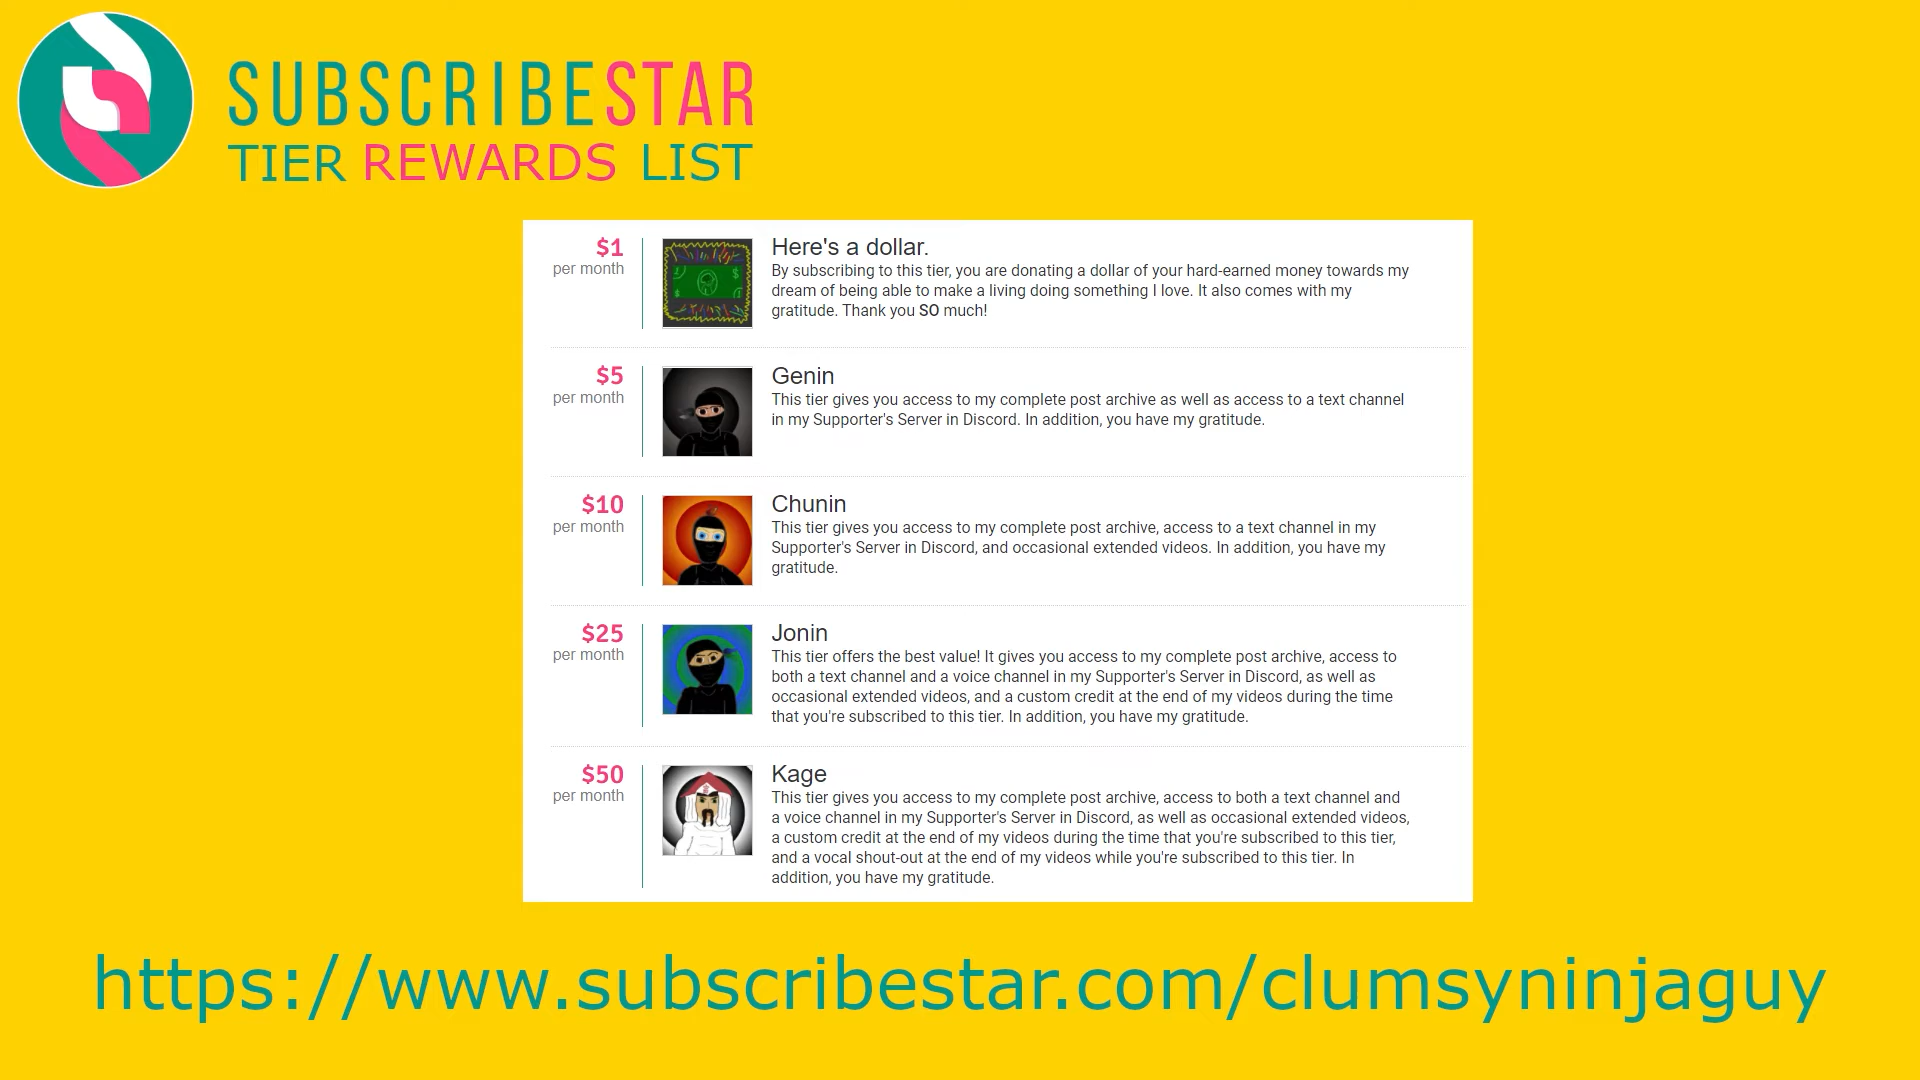 SUBSCRIBESTAR
TIER REWARDS LIST
$1
per month
Here's a dollar.
By subscribing to this tier, you are donating a dollar of your hard-earned money towards my
dream of being able to make a living doing something I love. It also comes with my
gratitude. Thank you SO much!
$5
per month
Genin
This tier gives you access to my complete post archive as well as access to a text channel
in my Supporter's Server in Discord. In addition, you have my gratitude.
$10
per month
Chunin
This tier gives you access to my complete post archive, access to a text channel in my
Supporter's Server in Discord, and occasional extended videos. In addition, you have my
gratitude.
$25
per month
Jonin
This tier offers the best value! It gives you access to my complete post archive, access to
both a text channel and a voice channel in my Supporter's Server in Discord, as well as
occasional extended videos, and a custom credit at the end of my videos during the time
that you're subscribed to this tier. In addition, you have my gratitude.
$50
per month
Kage
This tier gives you access to my complete post archive, access to both a text channel and
a voice channel in my Supporter's Server in Discord, as well as occasional extended videos,
a custom credit at the end of my videos during the time that you're subscribed to this tier,
and a vocal shout-out at the end of my videos while you're subscribed to this tier. In
addition, you have my gratitude.
https://www.subscribestar.com/clumsyninjaguy